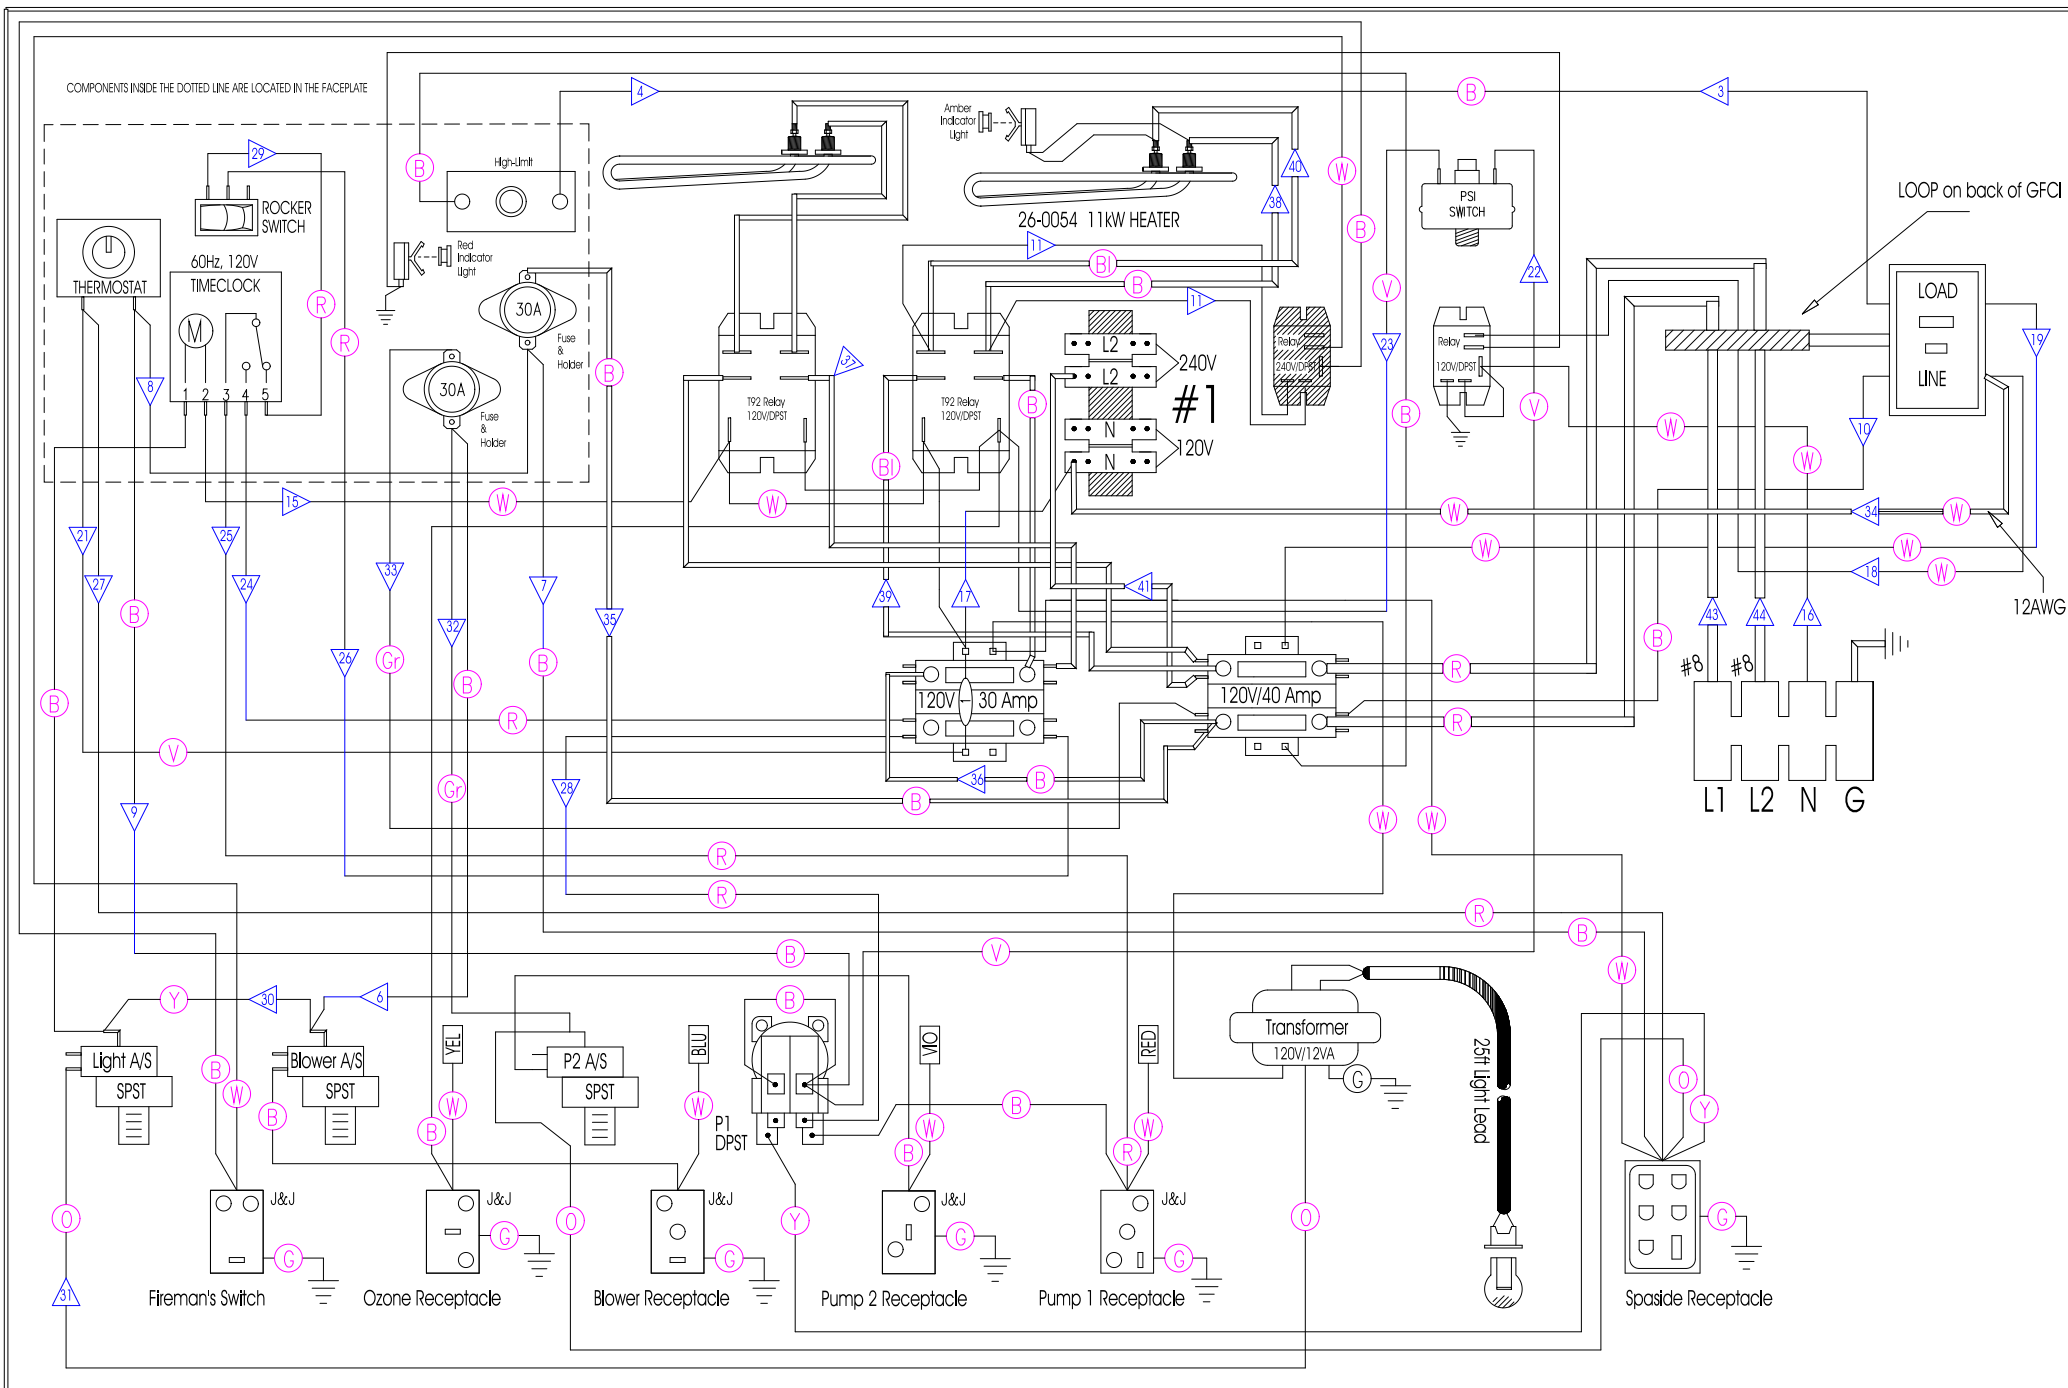 COMPONENTS INSIDE THE DOTTED LINE ARE LOCATED IN THE FACEPLATE
4
B
3
Amber
Indicator
Light
29
High-Limit
B
W
40
38
PSI
SWITCH
LOOP on back of GFCI
ROCKER
SWITCH
26-0054 11kW HEATER
B
11
Red
Indicator
Light
60Hz, 120V
TIMECLOCK
THERMOSTAT
BI
B
11
V
22
LOAD
LINE
R
R
M
30A
Fuse
&
Holder
30A
Fuse
&
Holder
8
1 2 3 4 5
B
37
T92 Relay
120V/DPST
T92 Relay
120V/DPST
B
L2
L2
240V
#1
N
N
120V
Relay
240V/DPST
Relay
120V/DPST
23
19
B
V
10
W
W
BI
15
W
W
W
34
W
12AWG
21
25
W
W
27
24
33
7
39
17
41
18
W
B
32
35
43
44
16
26
Gr
B
B
B
#8
#8
R
B
120V
30 Amp
120V/40 Amp
R
R
V
28
36
B
Gr
B
L1 L2 N G
9
W
W
R
R
R
B
B
V
W
Y
30
6
B
YEL
BLU
VIO
RED
Transformer
120V/12VA
G
25ft Light Lead
Light A/S
SPST
Blower A/S
SPST
P2 A/S
SPST
P1
DPST
B
W
B
B
W
W
B
W
B
R
W
B
O
Y
O
J&J
J&J
J&J
J&J
J&J
G
G
O
G
Y
G
G
O
G
31
Fireman's Switch
Ozone Receptacle
Blower Receptacle
Pump 2 Receptacle
Pump 1 Receptacle
Spaside Receptacle